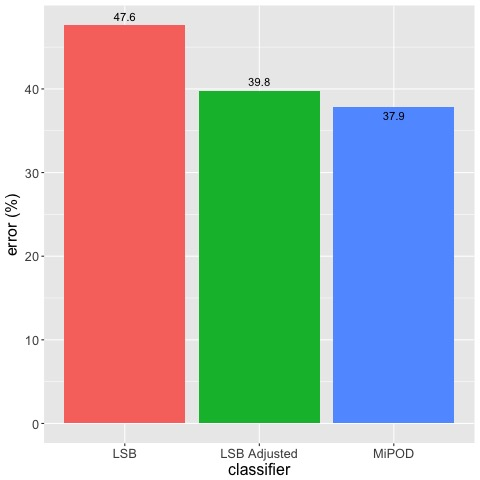 47.6
39.8
37.9
error (%)
40
30
20
10
0
LSB
LSB Adjusted
MiPOD
classifier